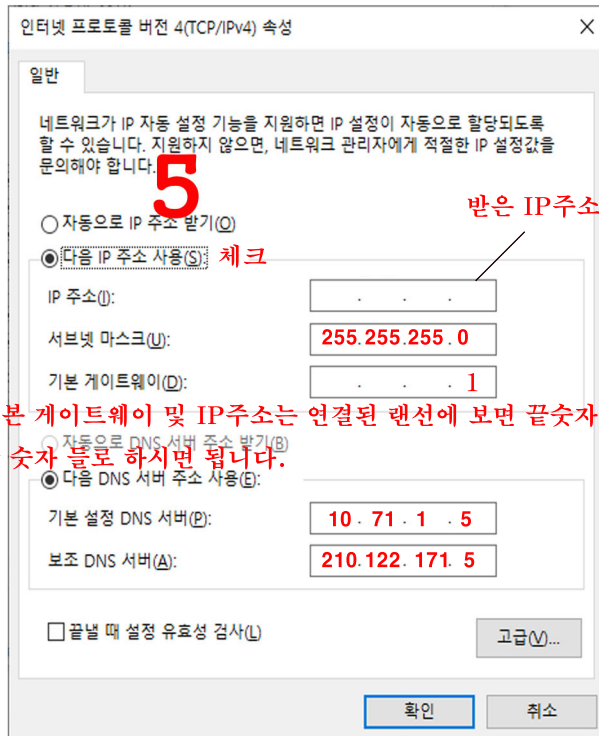 인터넷 프로토콜 버전 4(TCP/IPv4) 속성
일반
네트워크가 IP 자동 설정 기능을 지원하면 IP 설정이 자동으로 할당되도록
할 수 있습니다. 지원하지 않으면, 네트워크 관리자에게 적절한 IP 설정값을
문의해야 합니다.
5
받은 IP주소
자동으로 IP 주소 받기(O)
다음 IP 주소 사용(S): 체크
IP 주소(I): . . .
서브넷 마스크(U): 255.255.255.0
기본 게이트웨이(D): . . . 1
본 게이트웨이 및 IP주소는 연결된 랜선에 보면 끝숫자
자동으로 DNS 서버 주소 받기(B)
숫자 들로 하시면 됩니다.
다음 DNS 서버 주소 사용(E):
기본 설정 DNS 서버(P): 10 . 71 . 1 . 5
보조 DNS 서버(A): 210.122.171.5
끝낼 때 설정 유효성 검사(L)
고급(V)...
확인 취소